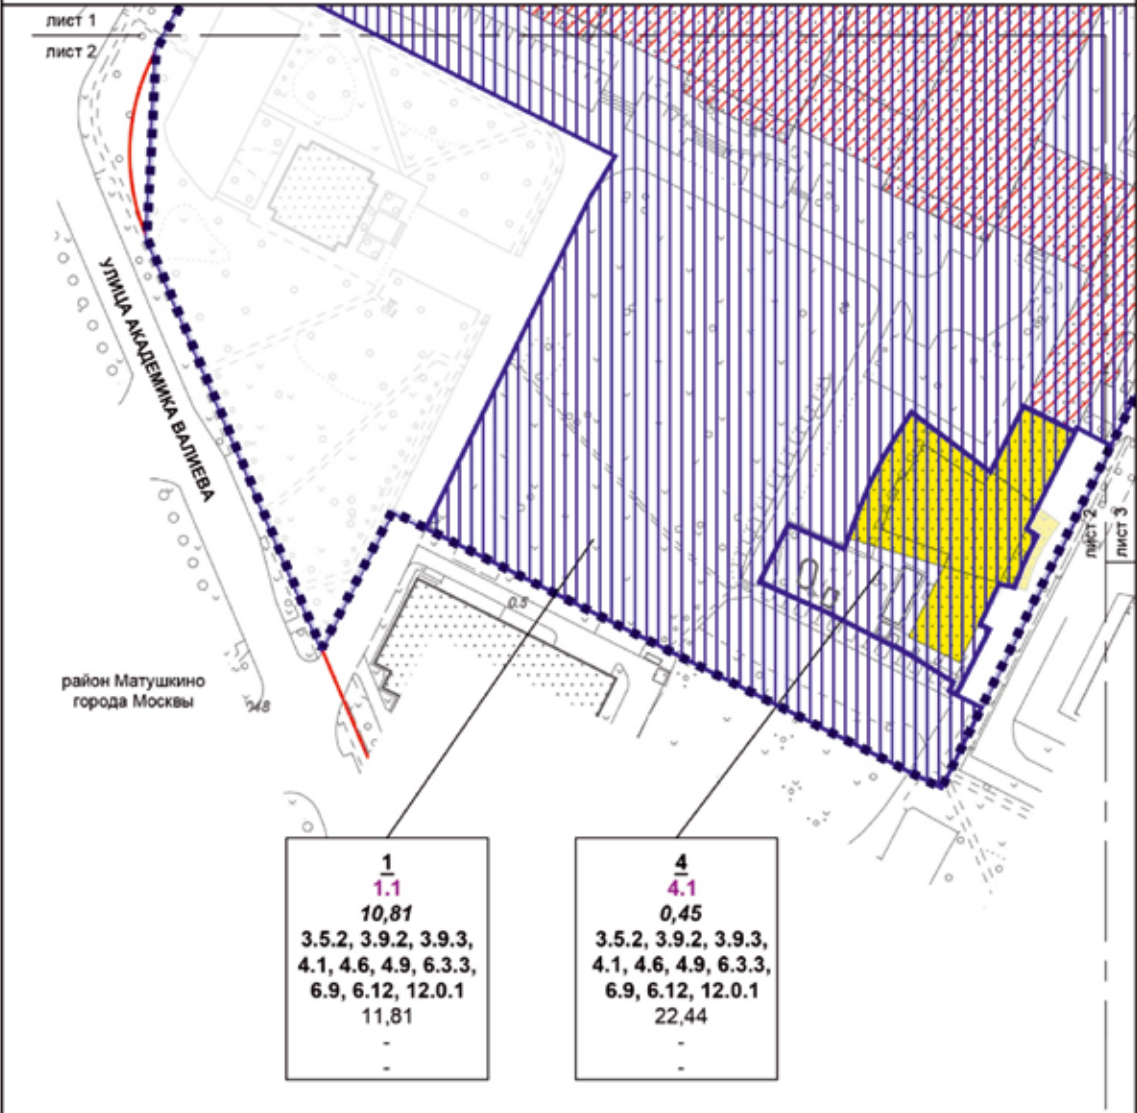 лист 1
лист 2
УЛИЦА АКАДЕМИКА ВАЛИЕВА
лист 2
лист 3
0.5
район Матушкино
города Москвы
1
1.1
10,81
3.5.2, 3.9.2, 3.9.3,
4.1, 4.6, 4.9, 6.3.3,
6.9, 6.12, 12.0.1
11,81
-
-
4
4.1
0,45
3.5.2, 3.9.2, 3.9.3,
4.1, 4.6, 4.9, 6.3.3,
6.9, 6.12, 12.0.1
22,44
-
-